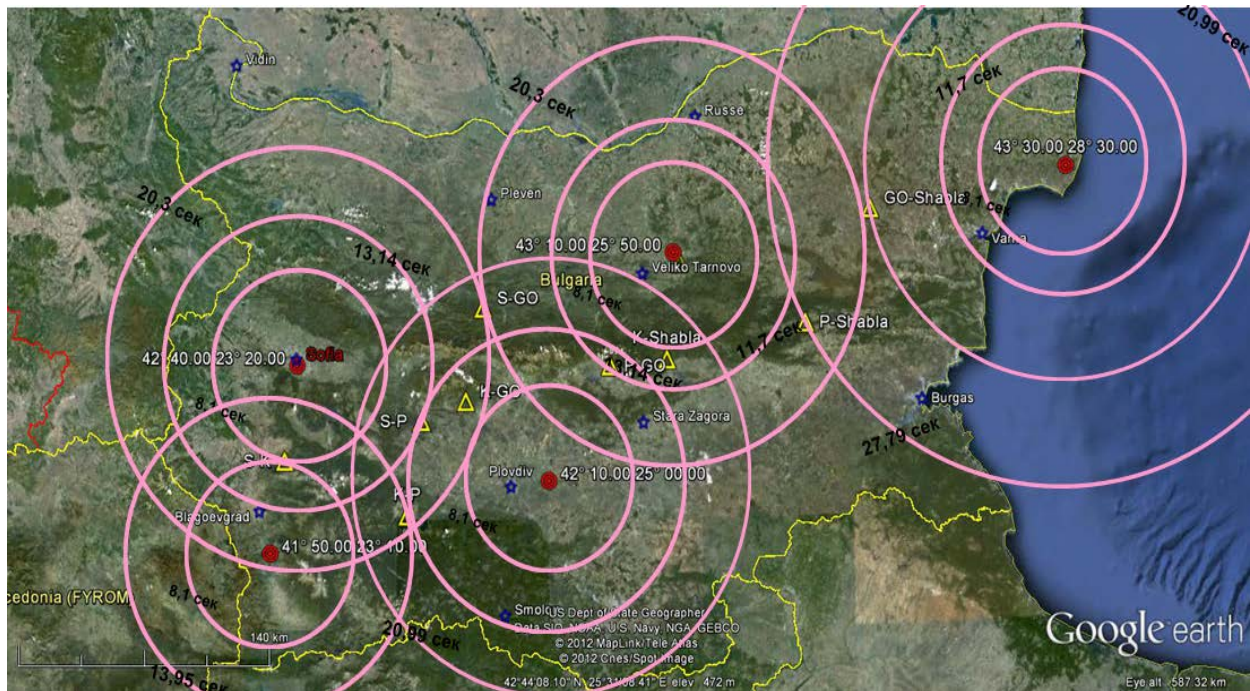 20,99 сек
20,3 сек
11,7 сек
Vidin
Russe
43° 30.00 28° 30.00
Pleven
GO-Shabla
20,3 сек
8,1 сек
Varna
13,14 сек
43° 10.00 25° 50.00
Veliko Tarnovo
Bulgaria
8,1 сек
S-GO
P-Shabla
K-Shabla
11,7 сек
42° 40.00 23° 20.00
Sofia
P-GO
13,14 сек
K-GO
Burgas
8,1 сек
S-P
Stara Zagora
27,79 сек
S-K
Plovdiv
42° 10.00 25° 00.00
K-P
Blagoevgrad
8,1 сек
41° 50.00 23° 10.00
8,1 сек
cedonia (FYROM)
Smolyan
US Dept of State Geographer
Data SIO, NOAA, U.S. Navy, NGA, GEBCO
140 km
20,99 сек
© 2012 MapLink/Tele Atlas
Google earth
© 2012 Cnes/Spot Image
13,95 сек
42°44'08.10" N 25°31'08.41" E elev 472 m
Eye alt 587.32 km